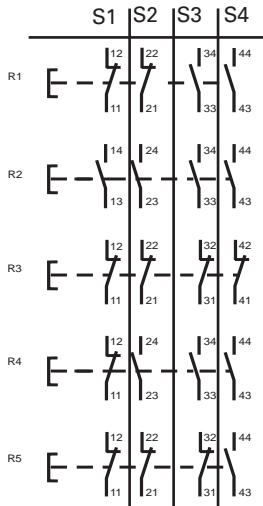 S1 S2 S3 S4
12 22 34 44
R1
11 21 33 43
14 24 34 44
R2
13 23 33 43
12 22 32 42
R3
11 21 31 41
12 24 34 44
R4
11 23 33 43
12 22 32 44
R5
11 21 31 43